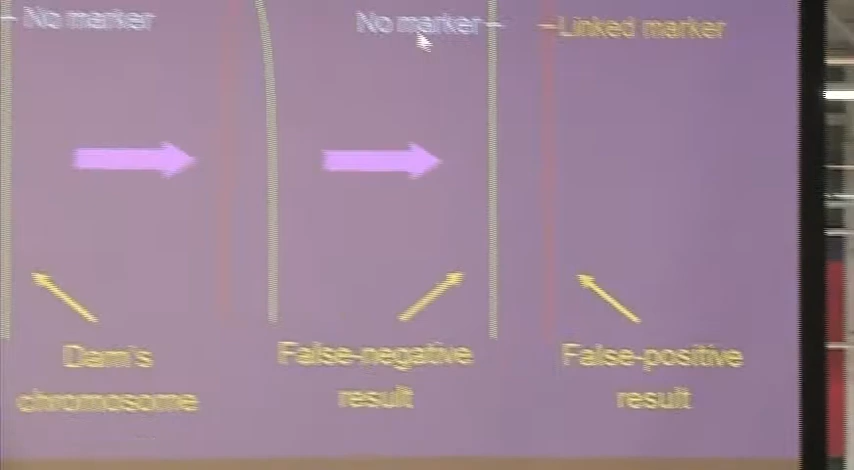 No marker
No marker
Linked marker
Dam's
chromosome
False-negative
result
False-positive
result